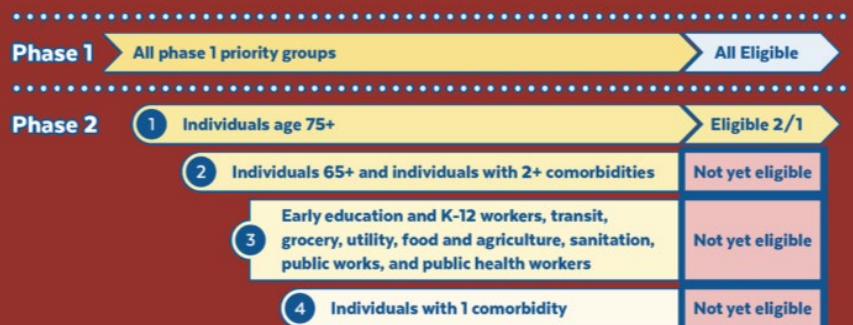 Phase 1 All phase 1 priority groups All Eligible
Phase 2 1 Individuals age 75+ Eligible 2/1
2 Individuals 65+ and individuals with 2+ comorbidities Not yet eligible
Early education and K-12 workers, transit,
3 grocery, utility, food and agriculture, sanitation, Not yet eligible
public works, and public health workers
4 Individuals with 1 comorbidity Not yet eligible